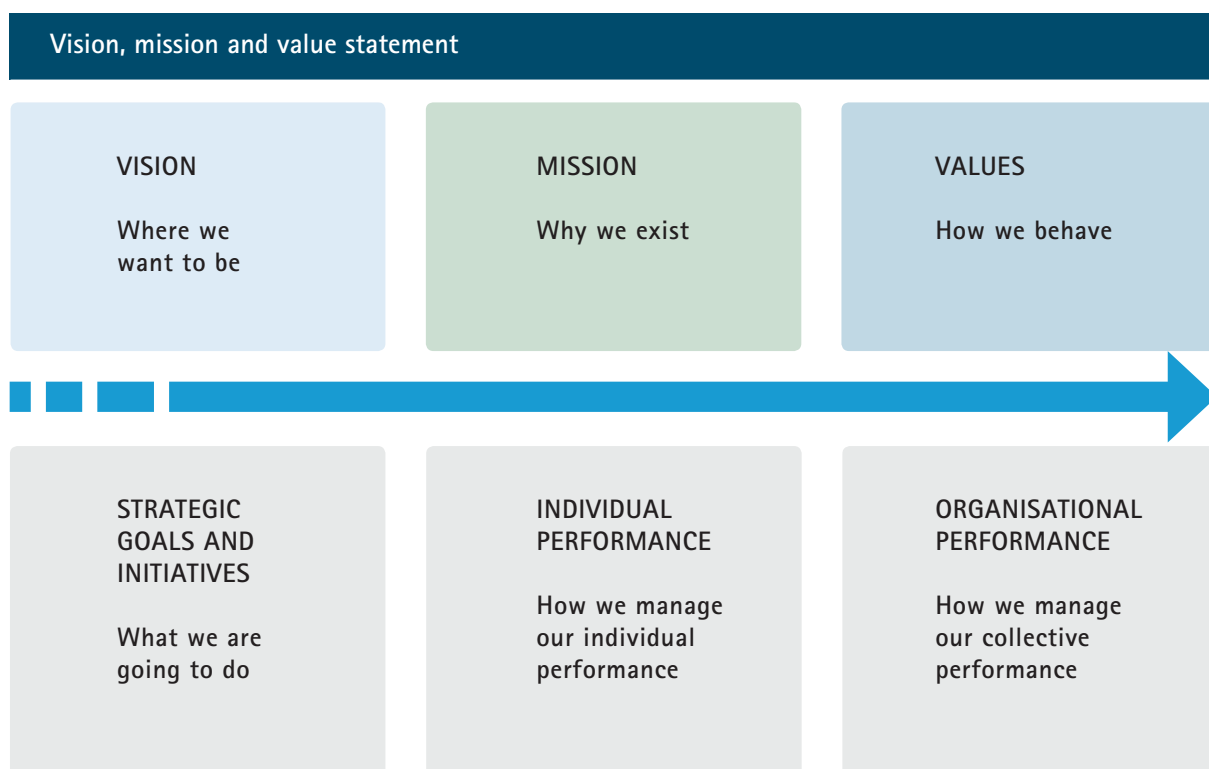 Vision, mission and value statement
VISION
Where we
want to be
MISSION
Why we exist
VALUES
How we behave
STRATEGIC
GOALS AND
INITIATIVES
What we are
going to do
INDIVIDUAL
PERFORMANCE
How we manage
our individual
performance
ORGANISATIONAL
PERFORMANCE
How we manage
our collective
performance